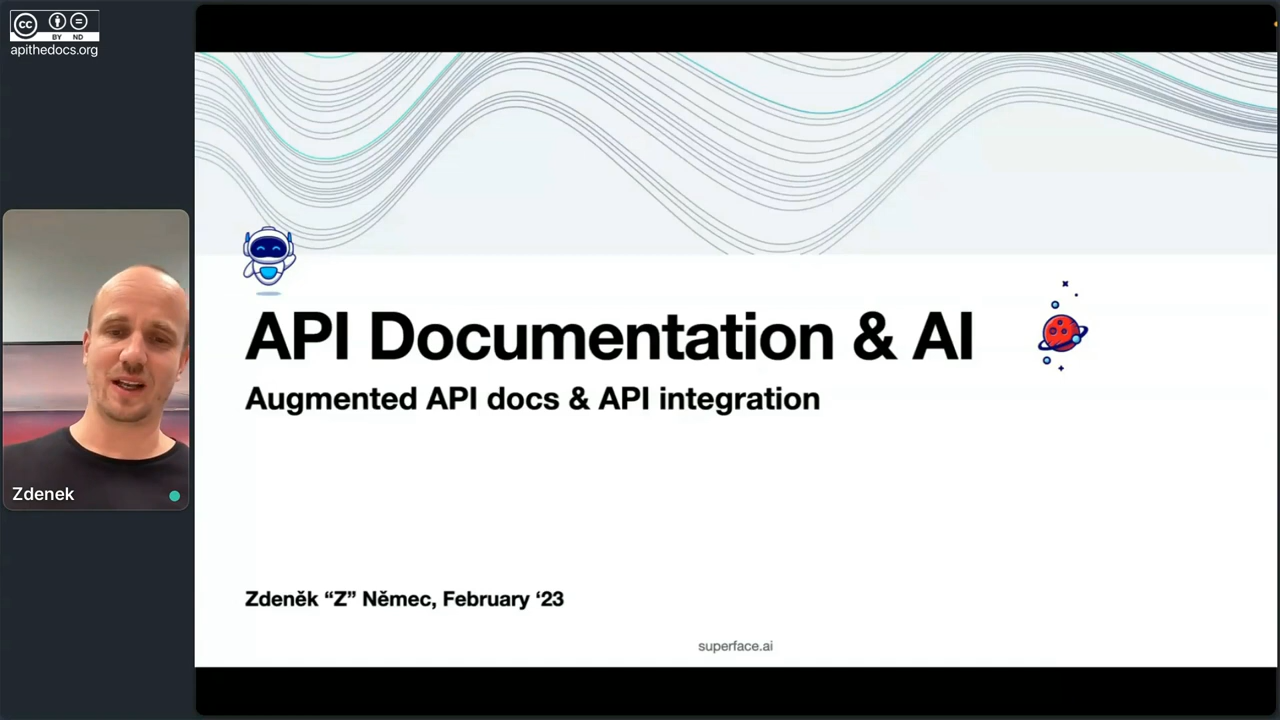 cc
BY ND
apithedocs.org
API Documentation & AI
Augmented API docs & API integration
Zdenek
Zdeněk “Z” Němec, February ‘23
superface.ai